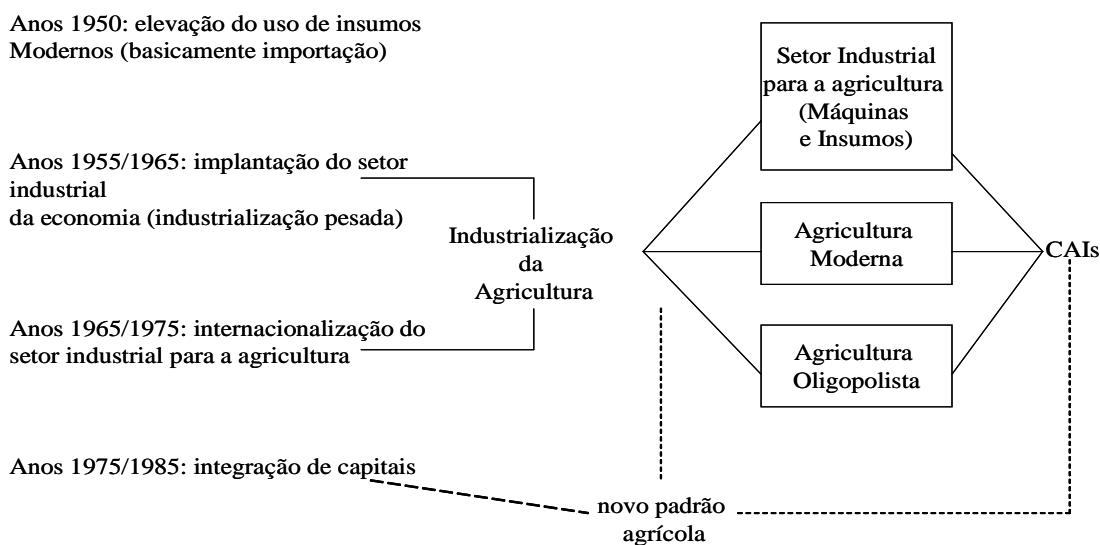 Anos 1950: elevação do uso de insumos
Modernos (basicamente importação)
Anos 1955/1965: implantação do setor
industrial
da economia (industrialização pesada)
Anos 1965/1975: internacionalização do
setor industrial para a agricultura
Anos 1975/1985: integração de capitais
Industrialização
da
Agricultura
Setor Industrial
para a agricultura
(Máquinas
e Insumos)
Agricultura
Moderna
Agricultura
Oligopolista
CAIs
novo padrão
agrícola